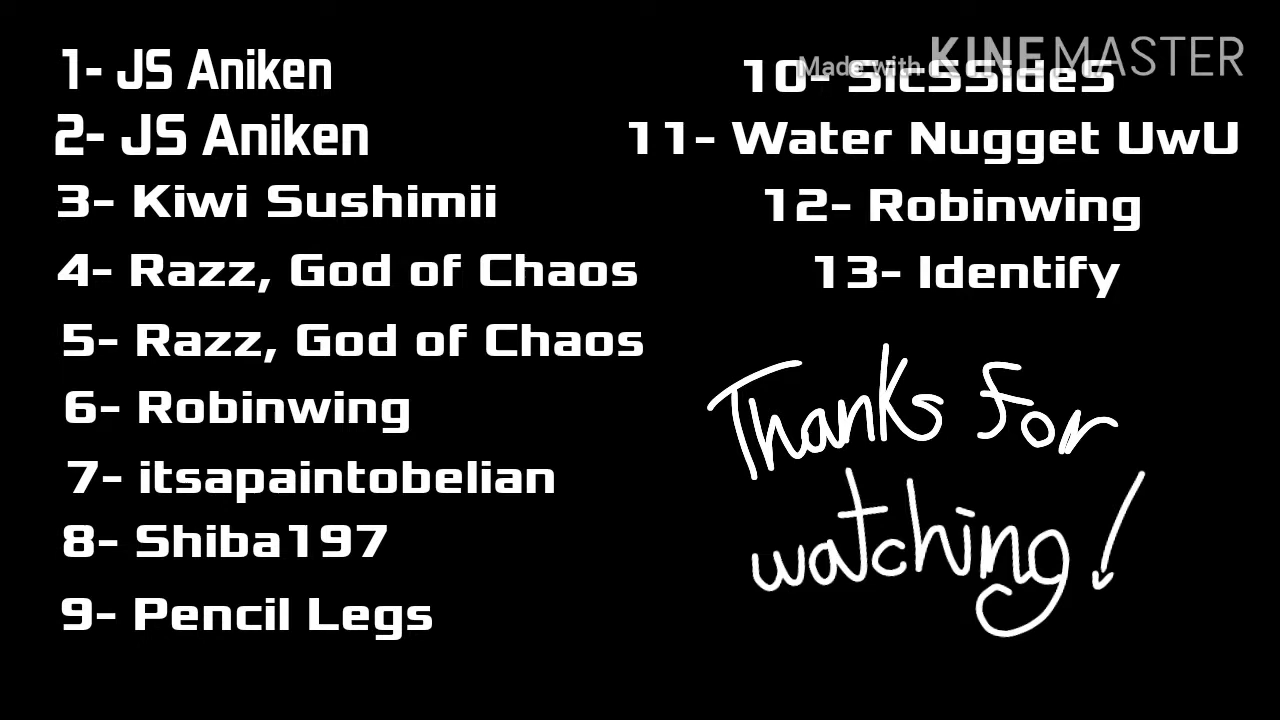 1- JS Aniken
2- JS Aniken
3- Kiwi Sushimii
4- Razz, God of Chaos
5- Razz, God of Chaos
6- Robinwing
7- itsapaintobelian
8- Shiba197
9- Pencil Legs
Made with KINEMASTER
10- SitSSideS
11- Water Nugget UwU
12- Robinwing
13- Identify
Thanks for
watching!